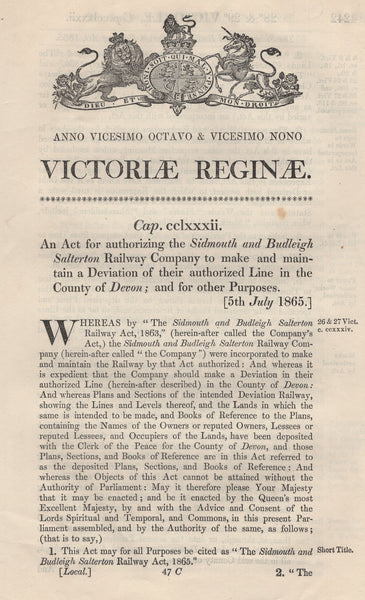 HONI SOIT QUI MAL Y PENSE
DIEU ET MON DROIT
ANNO VICESIMO OCTAVO & VICESIMO NONO
VICTORIÆ REGINÆ.
Cap. cclxxxii.
An Act for authorizing the Sidmouth and Budleigh
Salterton Railway Company to make and main-
tain a Deviation of their authorized Line in the
County of Devon; and for other Purposes.
[5th July 1865.]
WHEREAS by "The Sidmouth and Budleigh Salterton
Railway Act, 1863," (herein-after called the Company's
Act,) the Sidmouth and Budleigh Salterton Railway Com-
pany (herein-after called "the Company") were incorporated to make
and maintain the Railway by that Act authorized: And whereas it
is expedient that the Company should make a Deviation in their
authorized Line (herein-after described) in the County of Devon:
And whereas Plans and Sections of the intended Deviation Railway,
showing the Lines and Levels thereof, and the Lands in which the
same is intended to be made, and Books of Reference to the Plans,
containing the Names of the Owners or reputed Owners, Lessees or
reputed Lessees, and Occupiers of the Lands, have been deposited
with the Clerk of the Peace for the County of Devon, and those
Plans, Sections, and Books of Reference are in this Act referred to
as the deposited Plans, Sections, and Books of Reference: And
whereas the Objects of this Act cannot be attained without the
Authority of Parliament: May it therefore please Your Majesty
that it may be enacted; and be it enacted by the Queen's most
Excellent Majesty, by and with the Advice and Consent of the
Lords Spiritual and Temporal, and Commons, in this present Par-
liament assembled, and by the Authority of the same, as follows;
(that is to say,)
26 & 27 Vict.
c. ccxxxiv.
1. This Act may for all Purposes be cited as "The Sidmouth and
Budleigh Salterton Railway Act, 1865."
Short Title.
[Local.] 47 C 2. "The